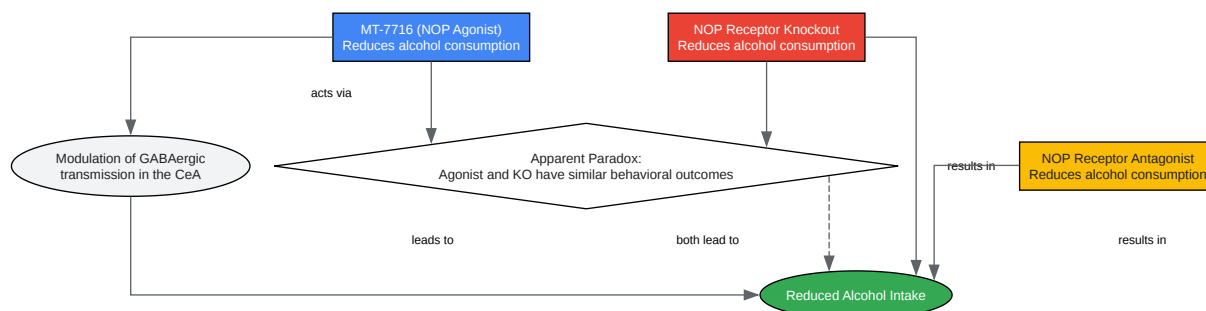 MT-7716 (NOP Agonist)
Reduces alcohol consumption
NOP Receptor Knockout
Reduces alcohol consumption
acts via
Modulation of GABAergic
transmission in the CeA
Apparent Paradox:
Agonist and KO have similar behavioral outcomes
results in
NOP Receptor Antagonist
Reduces alcohol consumption
leads to
both lead to
results in
Reduced Alcohol Intake